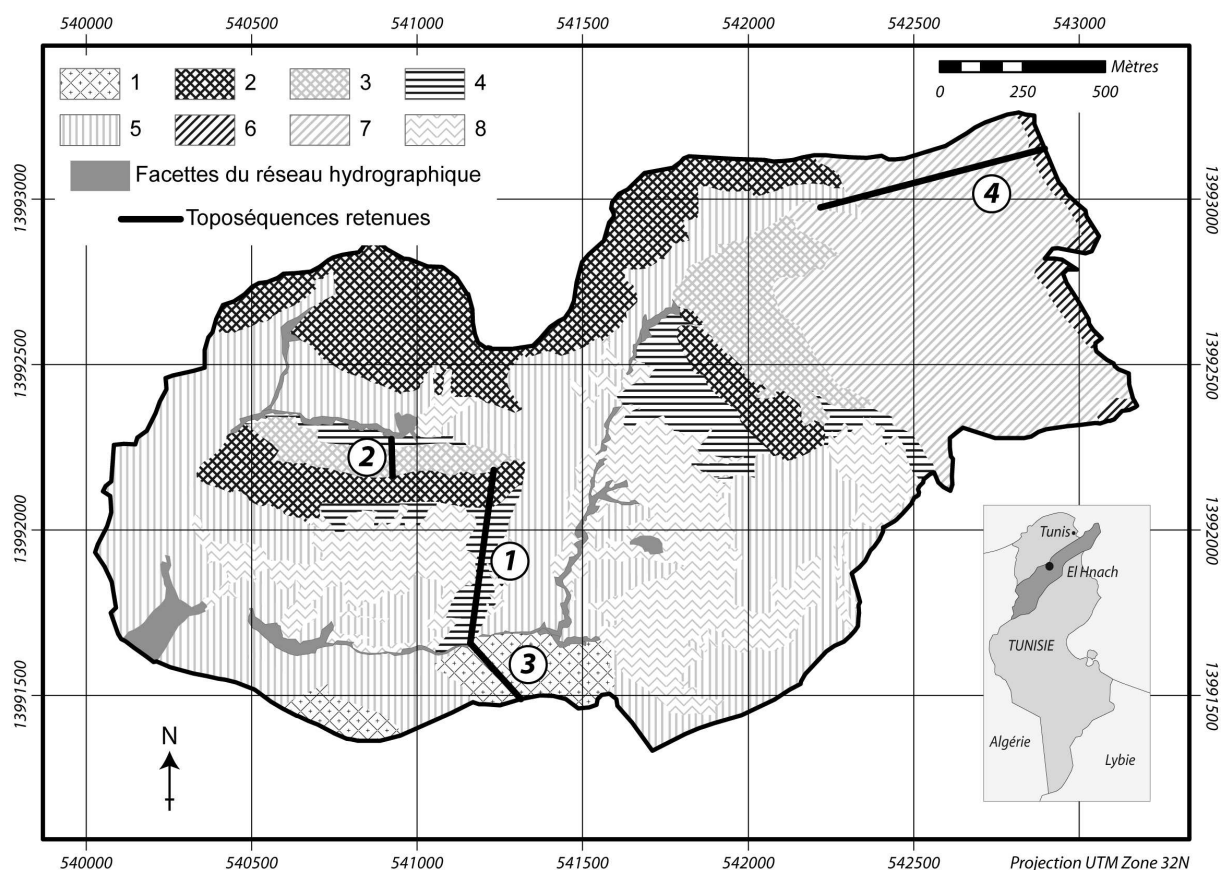 540000 540500 541000 541500 542000 542500 543000
1 2 3 4
5 6 7 8
Facettes du réseau hydrographique
Toposéquences retenues
Mètres
0 250 500
13993000 13993000
13992500 13992500
13992000 13992000
13991500 13991500
4
2
1
3
N
Tunis
El Hnach
TUNISIE
Algérie
Lybie
540000 540500 541000 541500 542000 542500 Projection UTM Zone 32N